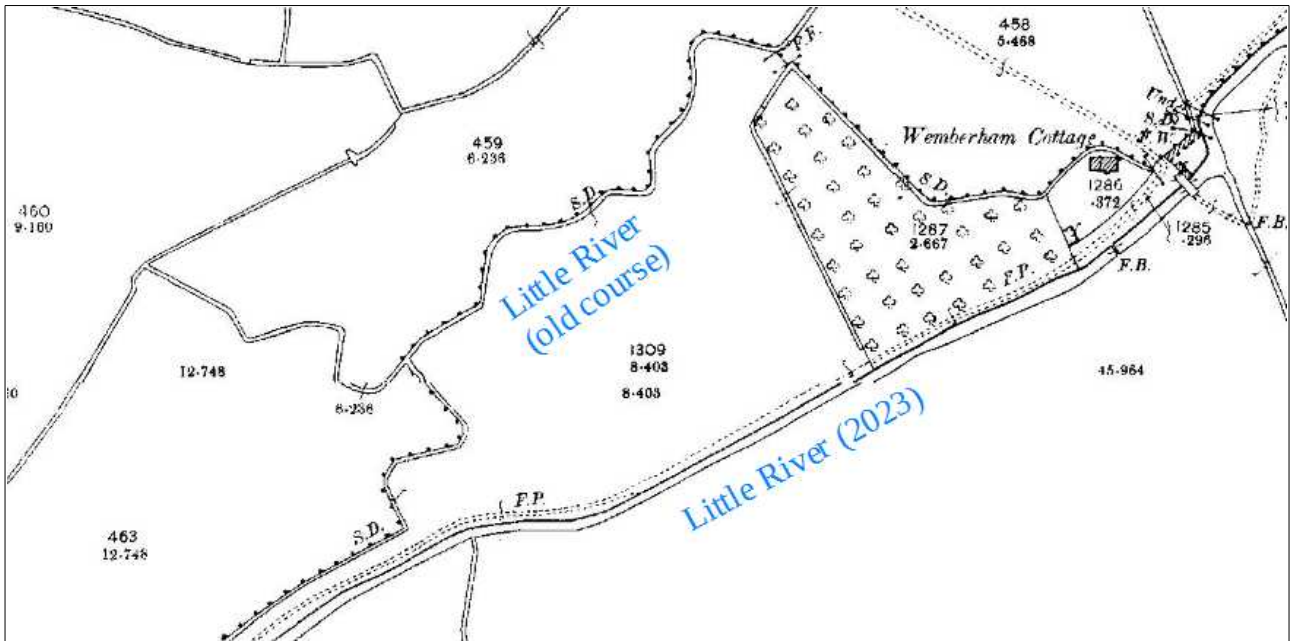 458
5·468
F.F.
Und.
S.D.
F.W.
Wemberham Cottage
459
6·236
S.D.
460
9·160
S.D.
1286
·372
1287
2·667
1285
·296
F.B.
F.P.
F.B.
Little River
(old course)
1309
8·403
8·403
12·748
6·236
45·964
Little River (2023)
F.P.
S.D.
463
12·748